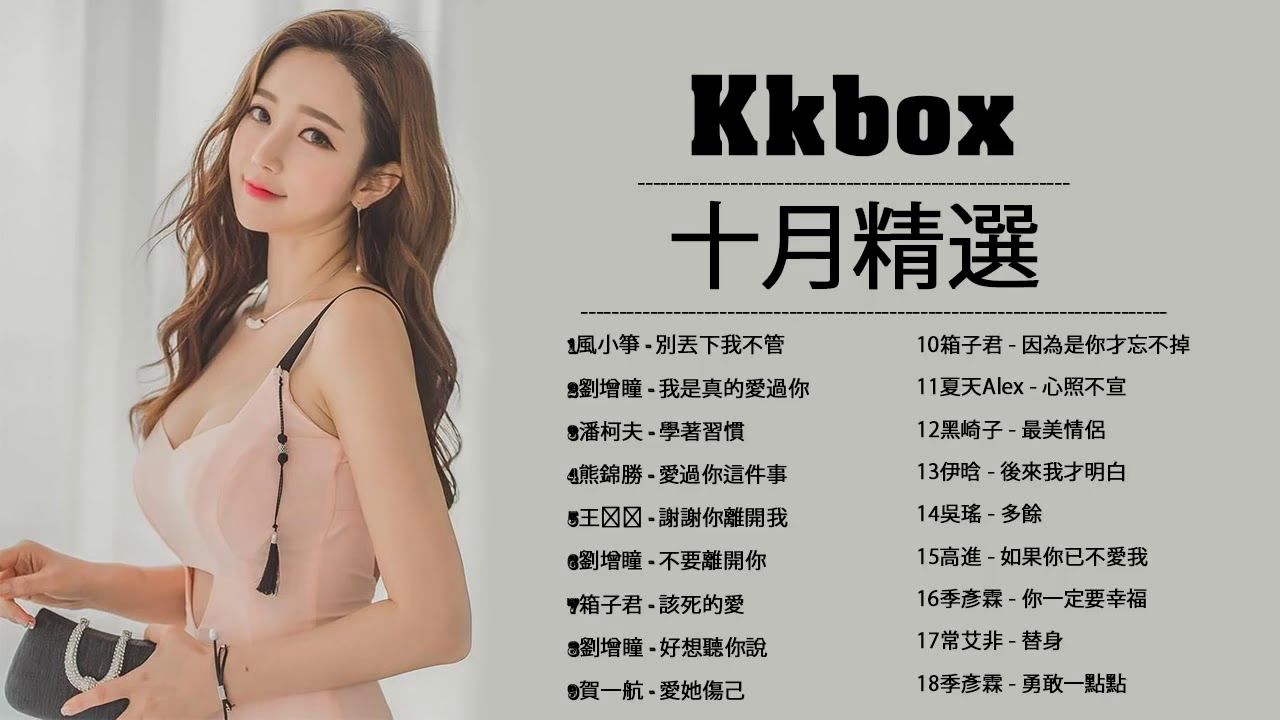 Kkbox
十月精選
1風小箏 - 別丟下我不管
2劉增瞳 - 我是真的愛過你
3潘柯夫 - 學著習慣
4熊錦勝 - 愛過你這件事
5王 - 謝謝你離開我
6劉增瞳 - 不要離開你
7箱子君 - 該死的愛
8劉增瞳 - 好想聽你說
9賀一航 - 愛她傷己
10箱子君 - 因為是你才忘不掉
11夏天Alex - 心照不宣
12黑崎子 - 最美情侶
13伊晗 - 後來我才明白
14吳瑤 - 多餘
15高進 - 如果你已不愛我
16季彥霖 - 你一定要幸福
17常艾非 - 替身
18季彥霖 - 勇敢一點點